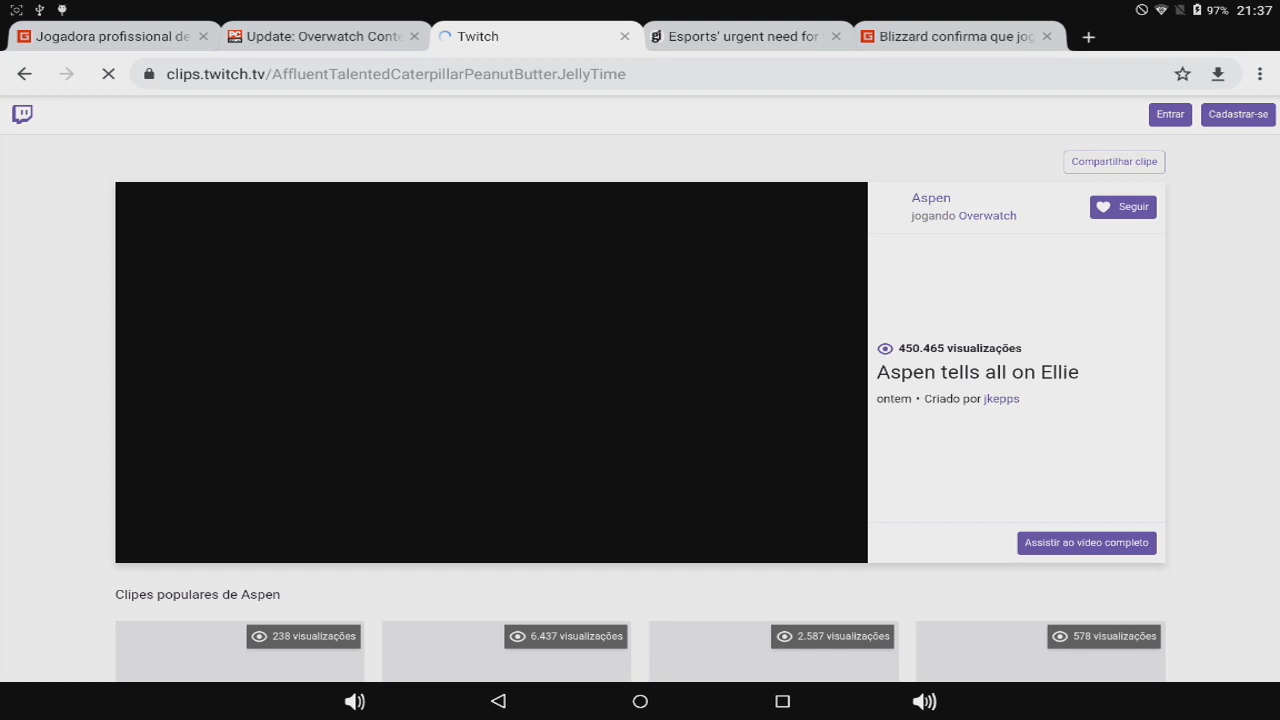 97% 21:37
Jogadora profissional de
Update: Overwatch Conte
Twitch
Esports' urgent need for
Blizzard confirma que jog
clips.twitch.tv/AffluentTalentedCaterpillarPeanutButterJellyTime
Entrar
Cadastrar-se
Compartilhar clipe
Aspen
jogando Overwatch
Seguir
450.465 visualizações
Aspen tells all on Ellie
ontem • Criado por jkepps
Assistir ao vídeo completo
Clipes populares de Aspen
238 visualizações
6.437 visualizações
2.587 visualizações
578 visualizações